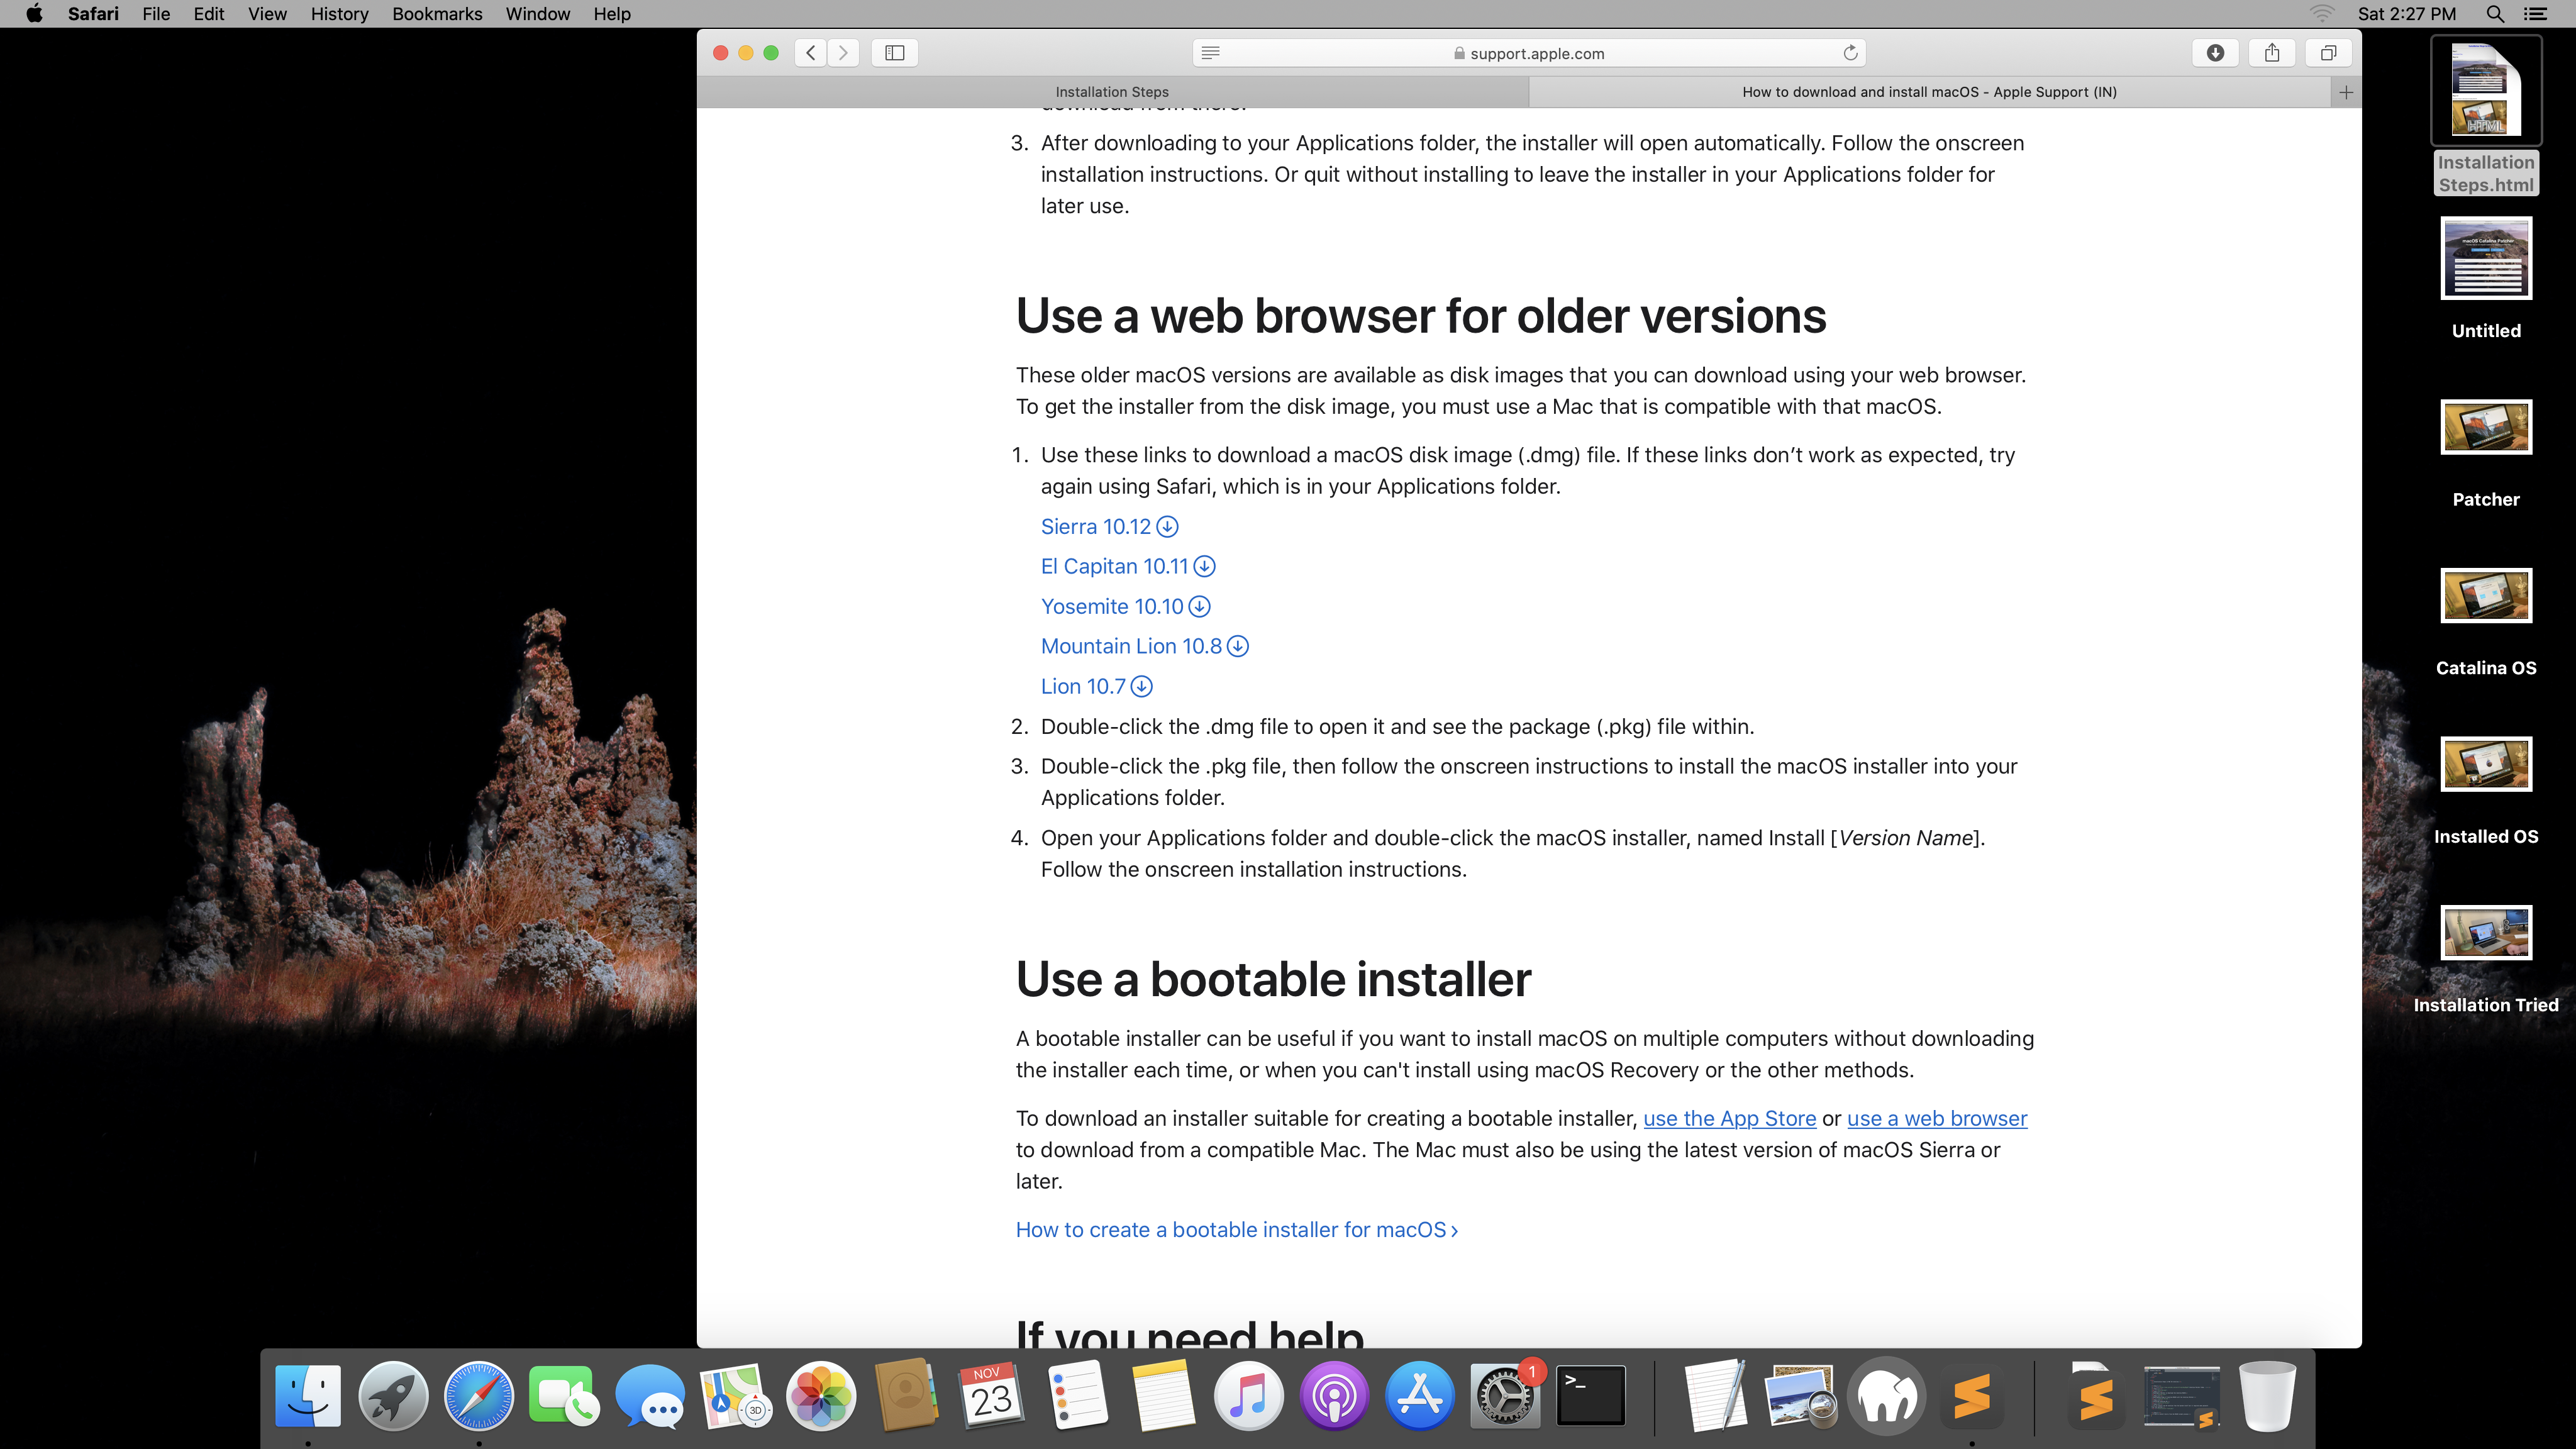 Safari File Edit View History Bookmarks Window Help
Sat 2:27 PM
support.apple.com
Installation Steps
How to download and install macOS - Apple Support (IN)
download from there.
3. After downloading to your Applications folder, the installer will open automatically. Follow the onscreen
installation instructions. Or quit without installing to leave the installer in your Applications folder for
later use.
Use a web browser for older versions
These older macOS versions are available as disk images that you can download using your web browser.
To get the installer from the disk image, you must use a Mac that is compatible with that macOS.
1. Use these links to download a macOS disk image (.dmg) file. If these links don’t work as expected, try
again using Safari, which is in your Applications folder.
Sierra 10.12
El Capitan 10.11
Yosemite 10.10
Mountain Lion 10.8
Lion 10.7
2. Double-click the .dmg file to open it and see the package (.pkg) file within.
3. Double-click the .pkg file, then follow the onscreen instructions to install the macOS installer into your
Applications folder.
4. Open your Applications folder and double-click the macOS installer, named Install [Version Name].
Follow the onscreen installation instructions.
Use a bootable installer
A bootable installer can be useful if you want to install macOS on multiple computers without downloading
the installer each time, or when you can't install using macOS Recovery or the other methods.
To download an installer suitable for creating a bootable installer, use the App Store or use a web browser
to download from a compatible Mac. The Mac must also be using the latest version of macOS Sierra or
later.
How to create a bootable installer for macOS ›
If you need help
HTML
Installation
Steps.html
macOS Catalina Patcher
Untitled
Patcher
Catalina OS
Installed OS
Installation Tried
3D
NOV
23
1
>_